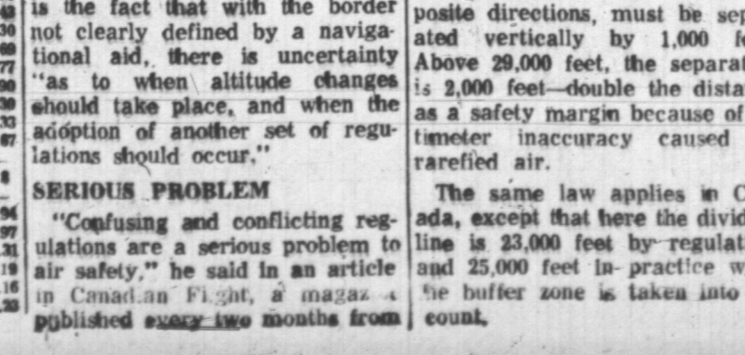 is the fact that with the border
not clearly defined by a naviga-
tional aid, there is uncertainty
"as to when altitude changes
should take place, and when the
adoption of another set of regu-
lations should occur."
SERIOUS PROBLEM
"Confusing and conflicting reg-
ulations are a serious problem to
air safety," he said in an article
in Canadian Flight, a
published every two months from
posite directions, must be
ated vertically by 1,000
Above 29,000 feet, the
is 2,000 feet—double the
as a safety margin because of
timeter inaccuracy caused
rarefied air.
The same law applies in
ada, except that here the
line is 23,000 feet by
and 25,000 feet in practice
the buffer zone is taken into
count.